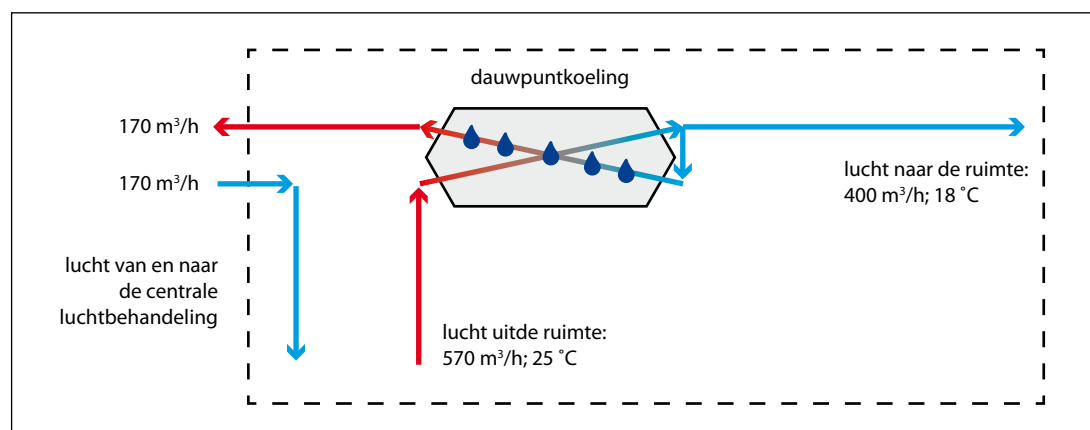 dauwpuntkoeling
170 m³/h
170 m³/h
lucht naar de ruimte:
400 m³/h; 18 ˚C
lucht van en naar
de centrale
luchtbehandeling
lucht uitde ruimte:
570 m³/h; 25 ˚C